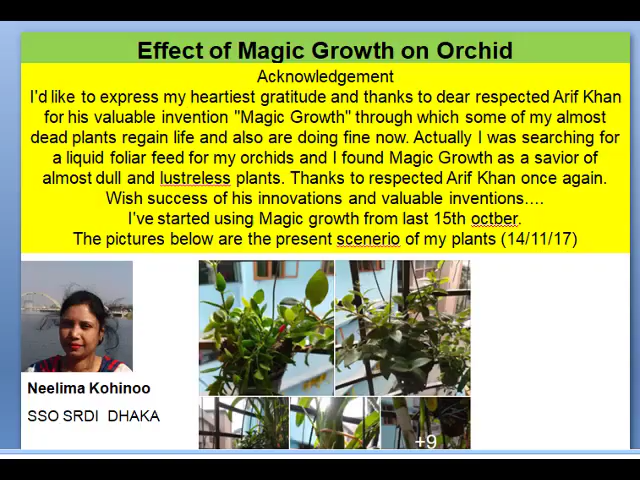 Effect of Magic Growth on Orchid
Acknowledgement
I'd like to express my heartiest gratitude and thanks to dear respected Arif Khan
for his valuable invention "Magic Growth" through which some of my almost
dead plants regain life and also are doing fine now. Actually I was searching for
a liquid foliar feed for my orchids and I found Magic Growth as a savior of
almost dull and lustreless plants. Thanks to respected Arif Khan once again.
Wish success of his innovations and valuable inventions....
I've started using Magic growth from last 15th octber.
The pictures below are the present scenerio of my plants (14/11/17)
Neelima Kohinoo
SSO SRDI DHAKA
+9